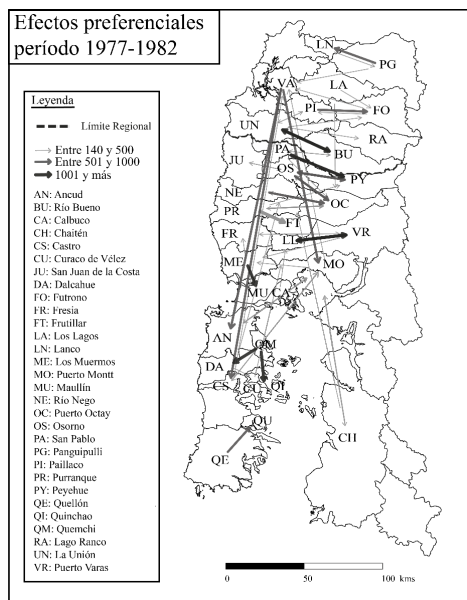 Efectos preferenciales
período 1977-1982
Leyenda
Límite Regional
Entre 140 y 500
Entre 501 y 1000
1001 y más
AN: Ancud
BU: Río Bueno
CA: Calbuco
CH: Chaitén
CS: Castro
CU: Curaco de Vélez
JU: San Juan de la Costa
DA: Dalcahue
FO: Futrono
FR: Fresia
FT: Frutillar
LA: Los Lagos
LN: Lanco
ME: Los Muermos
MO: Puerto Montt
MU: Maullín
NE: Río Nego
OC: Puerto Octay
OS: Osorno
PA: San Pablo
PG: Panguipulli
PI: Paillaco
PR: Purranque
PY: Peyehue
QE: Quellón
QI: Quinchao
QM: Quemchi
RA: Lago Ranco
UN: La Unión
VR: Puerto Varas
LN
PG
VA
LA
PI
FO
UN
RA
PA
BU
JU
OS
PY
NE
OC
PR
FT
FR
LL
VR
ME
MO
MU
CA
AN
QM
DA
CS
CU
QI
QU
QE
CH
0
50
100
kms